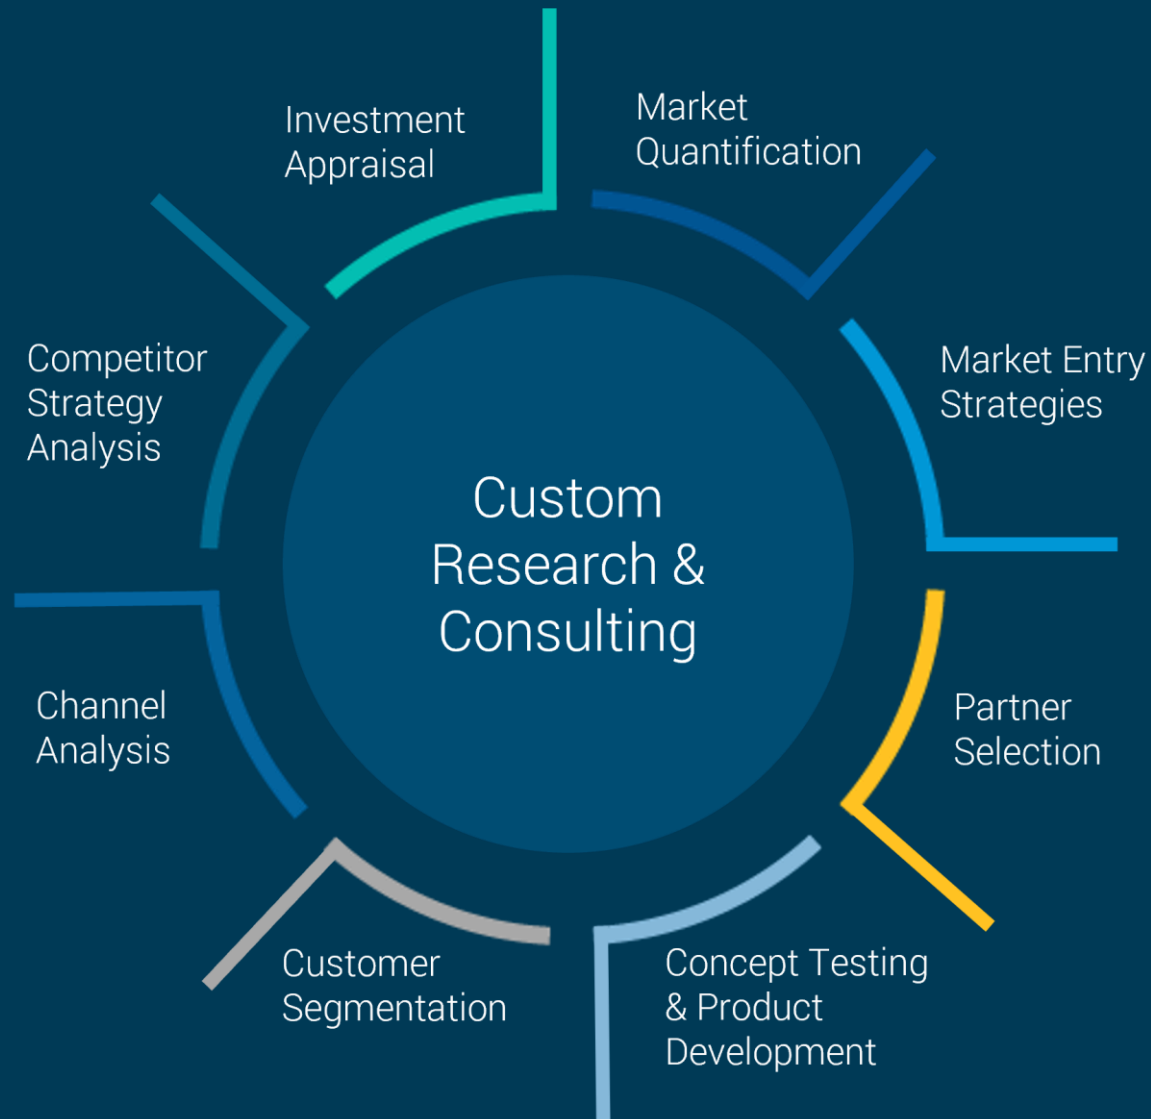 Investment
Appraisal
Market
Quantification
Competitor
Strategy
Analysis
Market Entry
Strategies
Custom
Research &
Consulting
Channel
Analysis
Partner
Selection
Customer
Segmentation
Concept Testing
& Product
Development